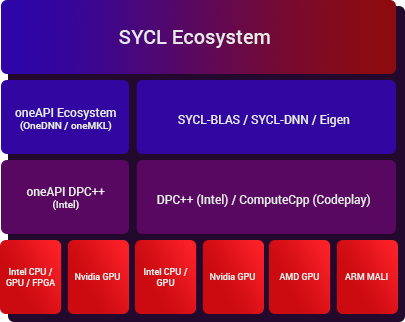 SYCL Ecosystem
oneAPI Ecosystem
(OneDNN / oneMKL)
SYCL-BLAS / SYCL-DNN / Eigen
oneAPI DPC++
(Intel)
DPC++ (Intel) / ComputeCpp (Codeplay)
Intel CPU /
GPU / FPGA
Nvidia GPU
Intel CPU /
GPU
Nvidia GPU
AMD GPU
ARM MALI